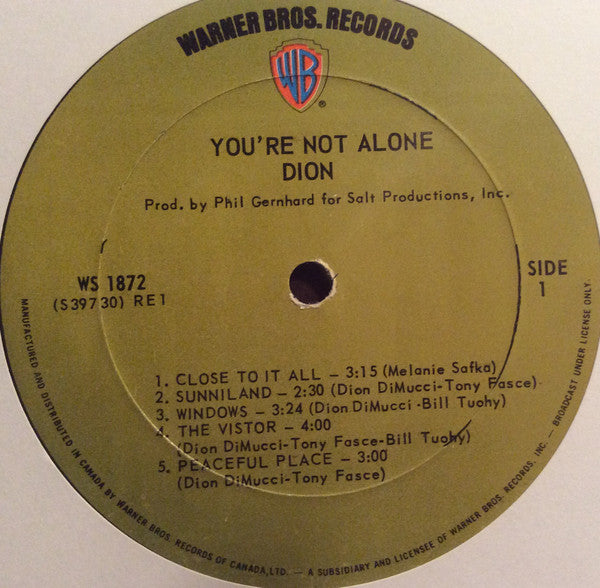 WARNER BROS. RECORDS
WB
®
YOU'RE NOT ALONE
DION
Prod. by Phil Gernhard for Salt Productions, Inc.
WS 1872
(S39730) RE1
SIDE
1
1. CLOSE TO IT ALL – 3:15 (Melanie Safka)
2. SUNNILAND – 2:30 (Dion DiMucci-Tony Fasce)
3. WINDOWS – 3:24 (Dion DiMucci-Bill Tuohy)
4. THE VISTOR – 4:00
(Dion DiMucci-Tony Fasce-Bill Tuohy)
5. PEACEFUL PLACE – 3:00
(Dion DiMucci-Tony Fasce)
MANUFACTURED AND DISTRIBUTED IN CANADA BY WARNER BROS. RECORDS OF CANADA, LTD. – A SUBSIDIARY AND LICENSEE OF WARNER BROS. RECORDS, INC. – BROADCAST UNDER LICENSE ONLY.